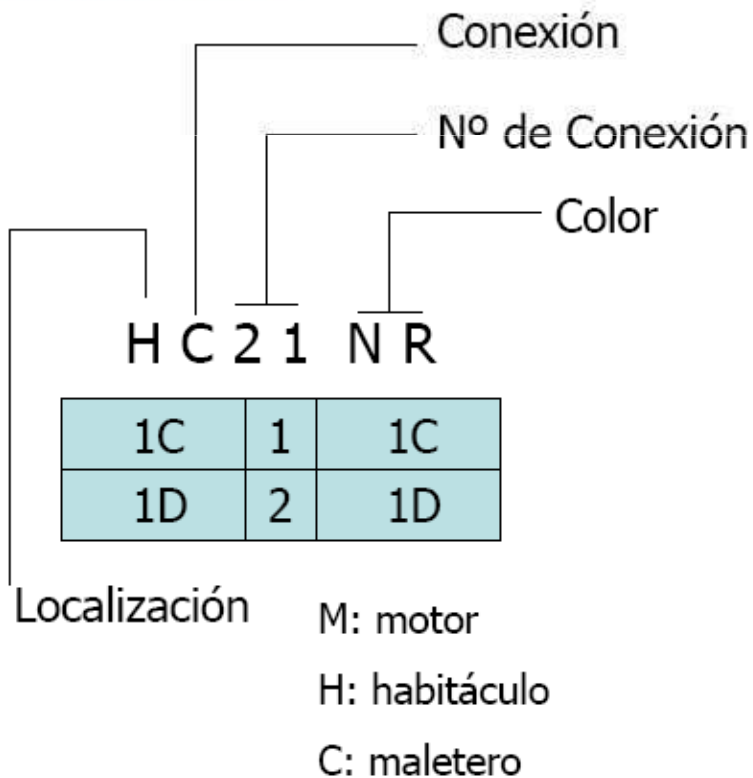 Conexión
Nº de Conexión
Color
H C 2 1 N R
1C 1 1C
1D 2 1D
Localización
M: motor
H: habitáculo
C: maletero